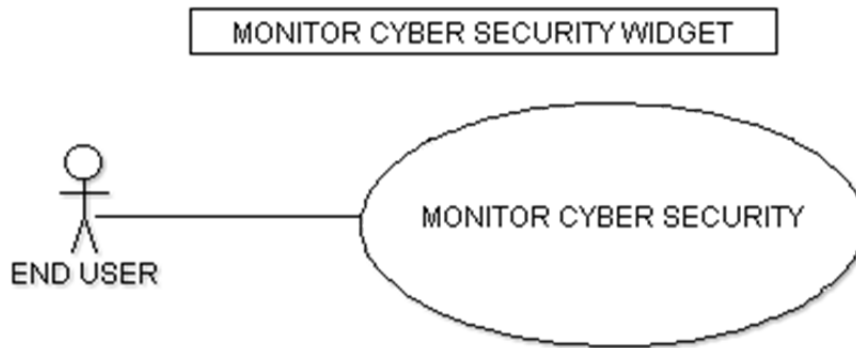 MONITOR CYBER SECURITY WIDGET
MONITOR CYBER SECURITY
END USER